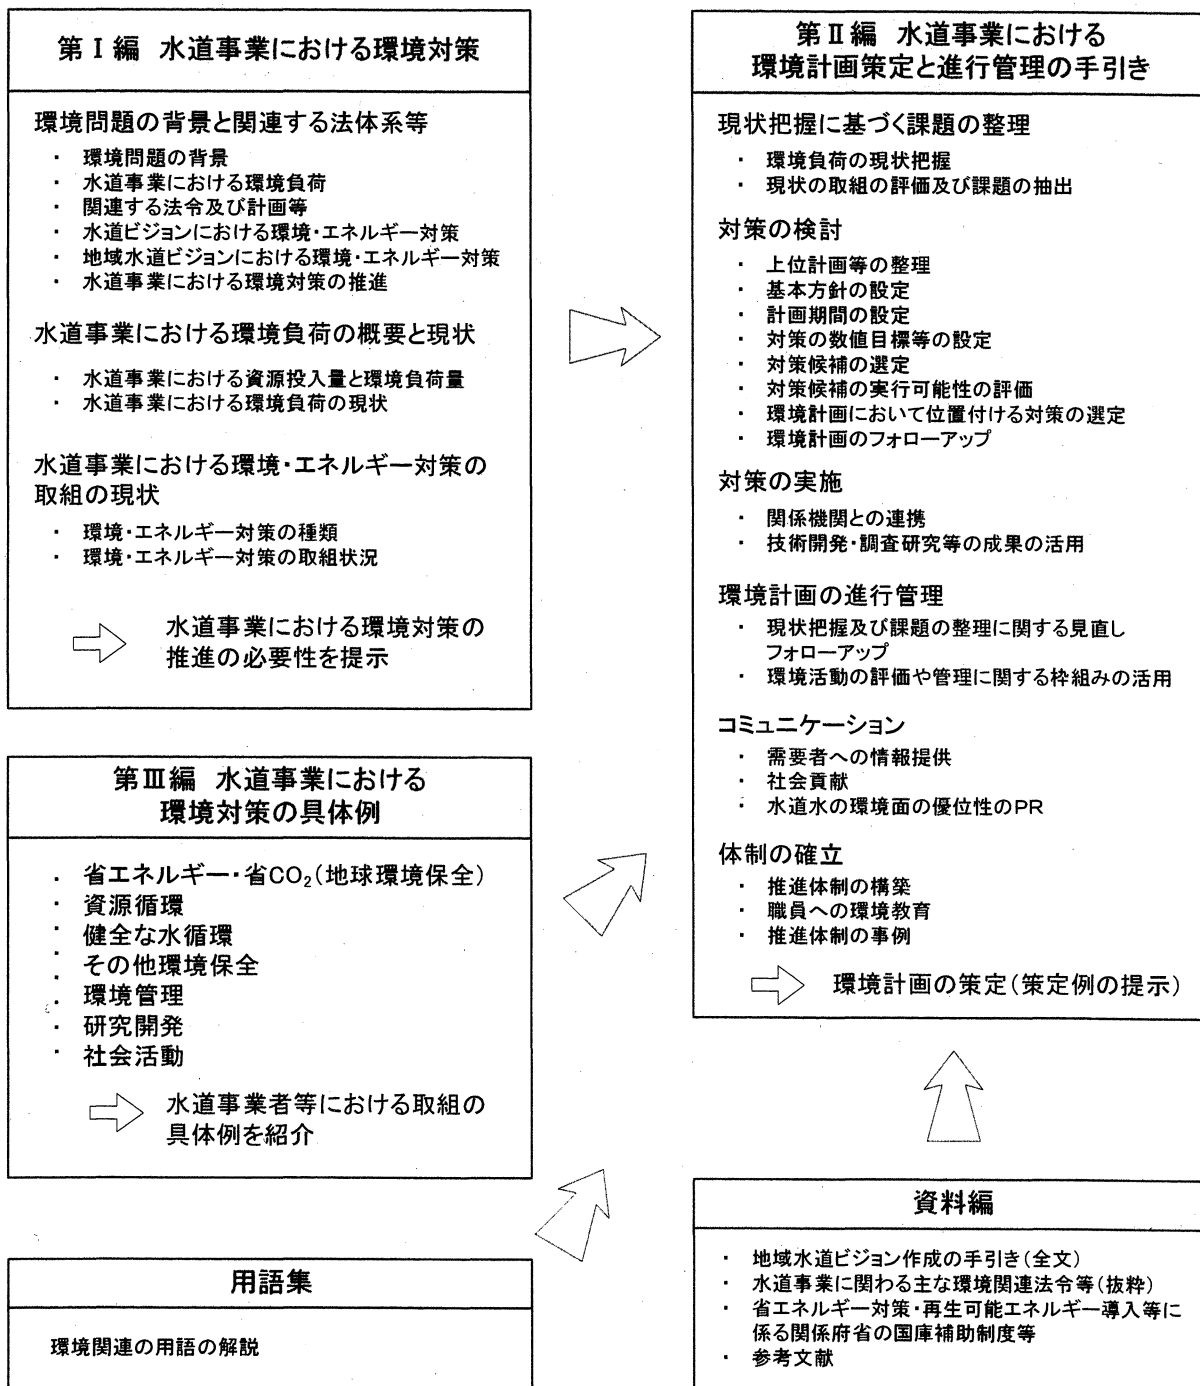 第Ⅰ編 水道事業における環境対策
環境問題の背景と関連する法体系等
・ 環境問題の背景
・ 水道事業における環境負荷
・ 関連する法令及び計画等
・ 水道ビジョンにおける環境・エネルギー対策
・ 地域水道ビジョンにおける環境・エネルギー対策
・ 水道事業における環境対策の推進
水道事業における環境負荷の概要と現状
・ 水道事業における資源投入量と環境負荷量
・ 水道事業における環境負荷の現状
水道事業における環境・エネルギー対策の
取組の現状
・ 環境・エネルギー対策の種類
・ 環境・エネルギー対策の取組状況
水道事業における環境対策の
推進の必要性を提示
第Ⅲ編 水道事業における
環境対策の具体例
・ 省エネルギー・省CO₂(地球環境保全)
・ 資源循環
・ 健全な水循環
・ その他環境保全
・ 環境管理
・ 研究開発
・ 社会活動
水道事業者等における取組の
具体例を紹介
用語集
環境関連の用語の解説
第Ⅱ編 水道事業における
環境計画策定と進行管理の手引き
現状把握に基づく課題の整理
・ 環境負荷の現状把握
・ 現状の取組の評価及び課題の抽出
対策の検討
・ 上位計画等の整理
・ 基本方針の設定
・ 計画期間の設定
・ 対策の数値目標等の設定
・ 対策候補の選定
・ 対策候補の実行可能性の評価
・ 環境計画において位置付ける対策の選定
・ 環境計画のフォローアップ
対策の実施
・ 関係機関との連携
・ 技術開発・調査研究等の成果の活用
環境計画の進行管理
・ 現状把握及び課題の整理に関する見直し
フォローアップ
・ 環境活動の評価や管理に関する枠組みの活用
コミュニケーション
・ 需要者への情報提供
・ 社会貢献
・ 水道水の環境面の優位性のPR
体制の確立
・ 推進体制の構築
・ 職員への環境教育
・ 推進体制の事例
環境計画の策定(策定例の提示)
資料編
・ 地域水道ビジョン作成の手引き(全文)
・ 水道事業に関わる主な環境関連法令等(抜粋)
・ 省エネルギー対策・再生可能エネルギー導入等に
係る関係府省の国庫補助制度等
・ 参考文献